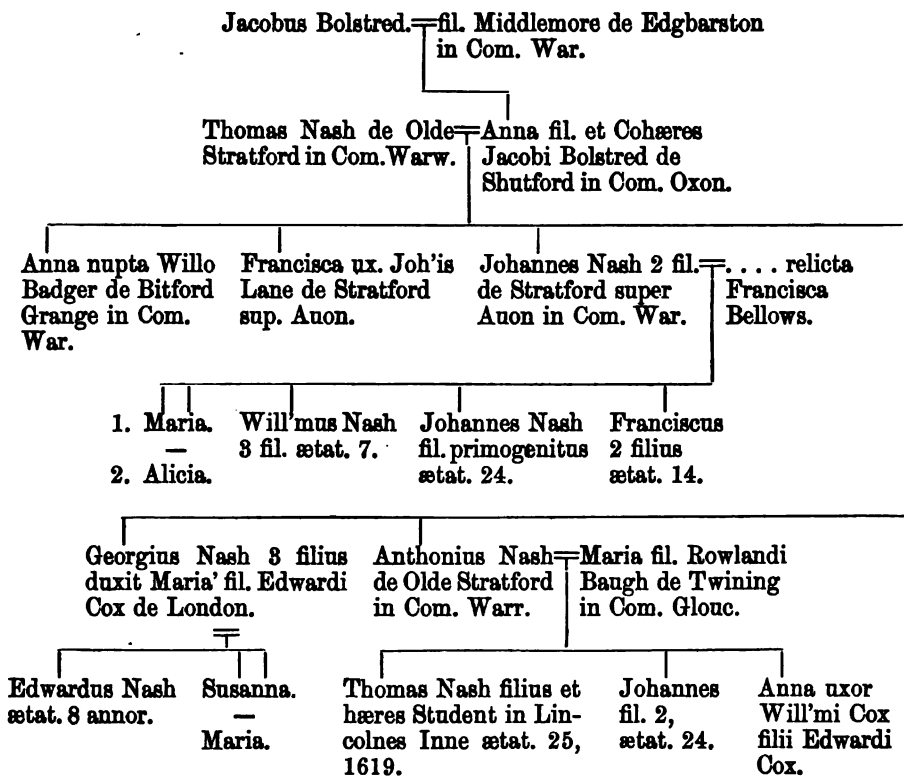 Jacobus Bolstred. fil. Middlemore de Edgbarston
in Com. War.
Thomas Nash de Olde
Stratford in Com. Warw.
Anna fil. et Cohæres
Jacobi Bolstred de
Shutford in Com. Oxon.
Anna nupta Willo
Badger de Bitford
Grange in Com.
War.
Francisca ux. Joh'is
Lane de Stratford
sup. Auon.
Johannes Nash 2 fil.
de Stratford super
Auon in Com. War.
.... relicta
Francisca
Bellows.
1. Maria.
—
2. Alicia.
Will'mus Nash
3 fil. ætat. 7.
Johannes Nash
fil. primogenitus
ætat. 24.
Franciscus
2 filius
ætat. 14.
Georgius Nash 3 filius
duxit Maria' fil. Edwardi
Cox de London.
Anthonius Nash
de Olde Stratford
in Com. Warr.
Maria fil. Rowlandi
Baugh de Twining
in Com. Glouc.
Edwardus Nash
ætat. 8 annor.
Susanna.
—
Maria.
Thomas Nash filius et
hæres Student in Lin-
colnes Inne ætat. 25,
1619.
Johannes
fil. 2,
ætat. 24.
Anna uxor
Will'mi Cox
filii Edwardi
Cox.